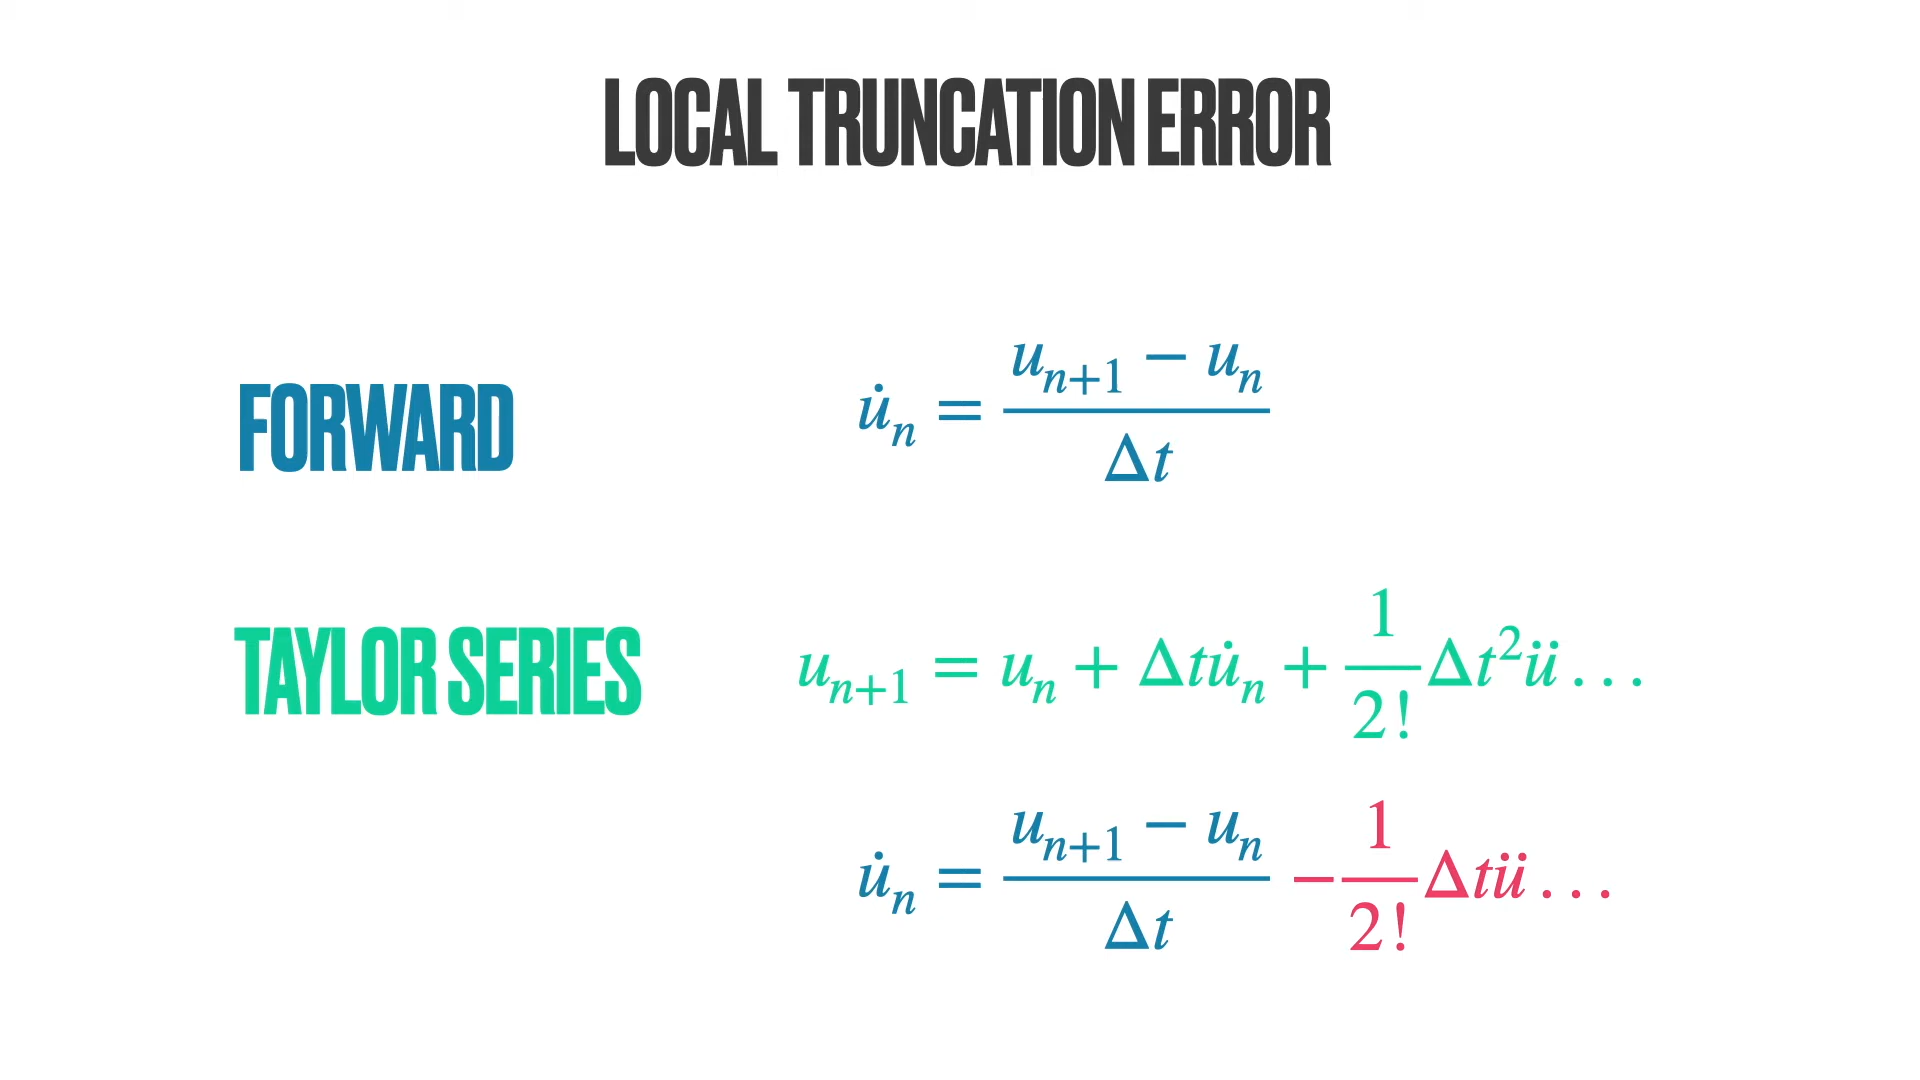 LOCAL TRUNCATION ERROR
FORWARD u̇ₙ = (uₙ₊₁ − uₙ) / Δt
TAYLOR SERIES uₙ₊₁ = uₙ + Δtu̇ₙ + (1 / 2!) Δt²ü . . .
u̇ₙ = (uₙ₊₁ − uₙ) / Δt − (1 / 2!) Δtü . . .